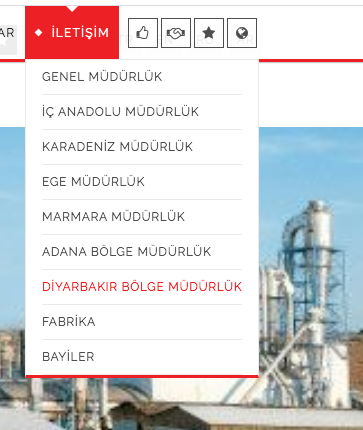 AR
İLETİŞİM
GENEL MÜDÜRLÜK
İÇ ANADOLU MÜDÜRLÜK
KARADENİZ MÜDÜRLÜK
EGE MÜDÜRLÜK
MARMARA MÜDÜRLÜK
ADANA BÖLGE MÜDÜRLÜK
DİYARBAKIR BÖLGE MÜDÜRLÜK
FABRİKA
BAYİLER